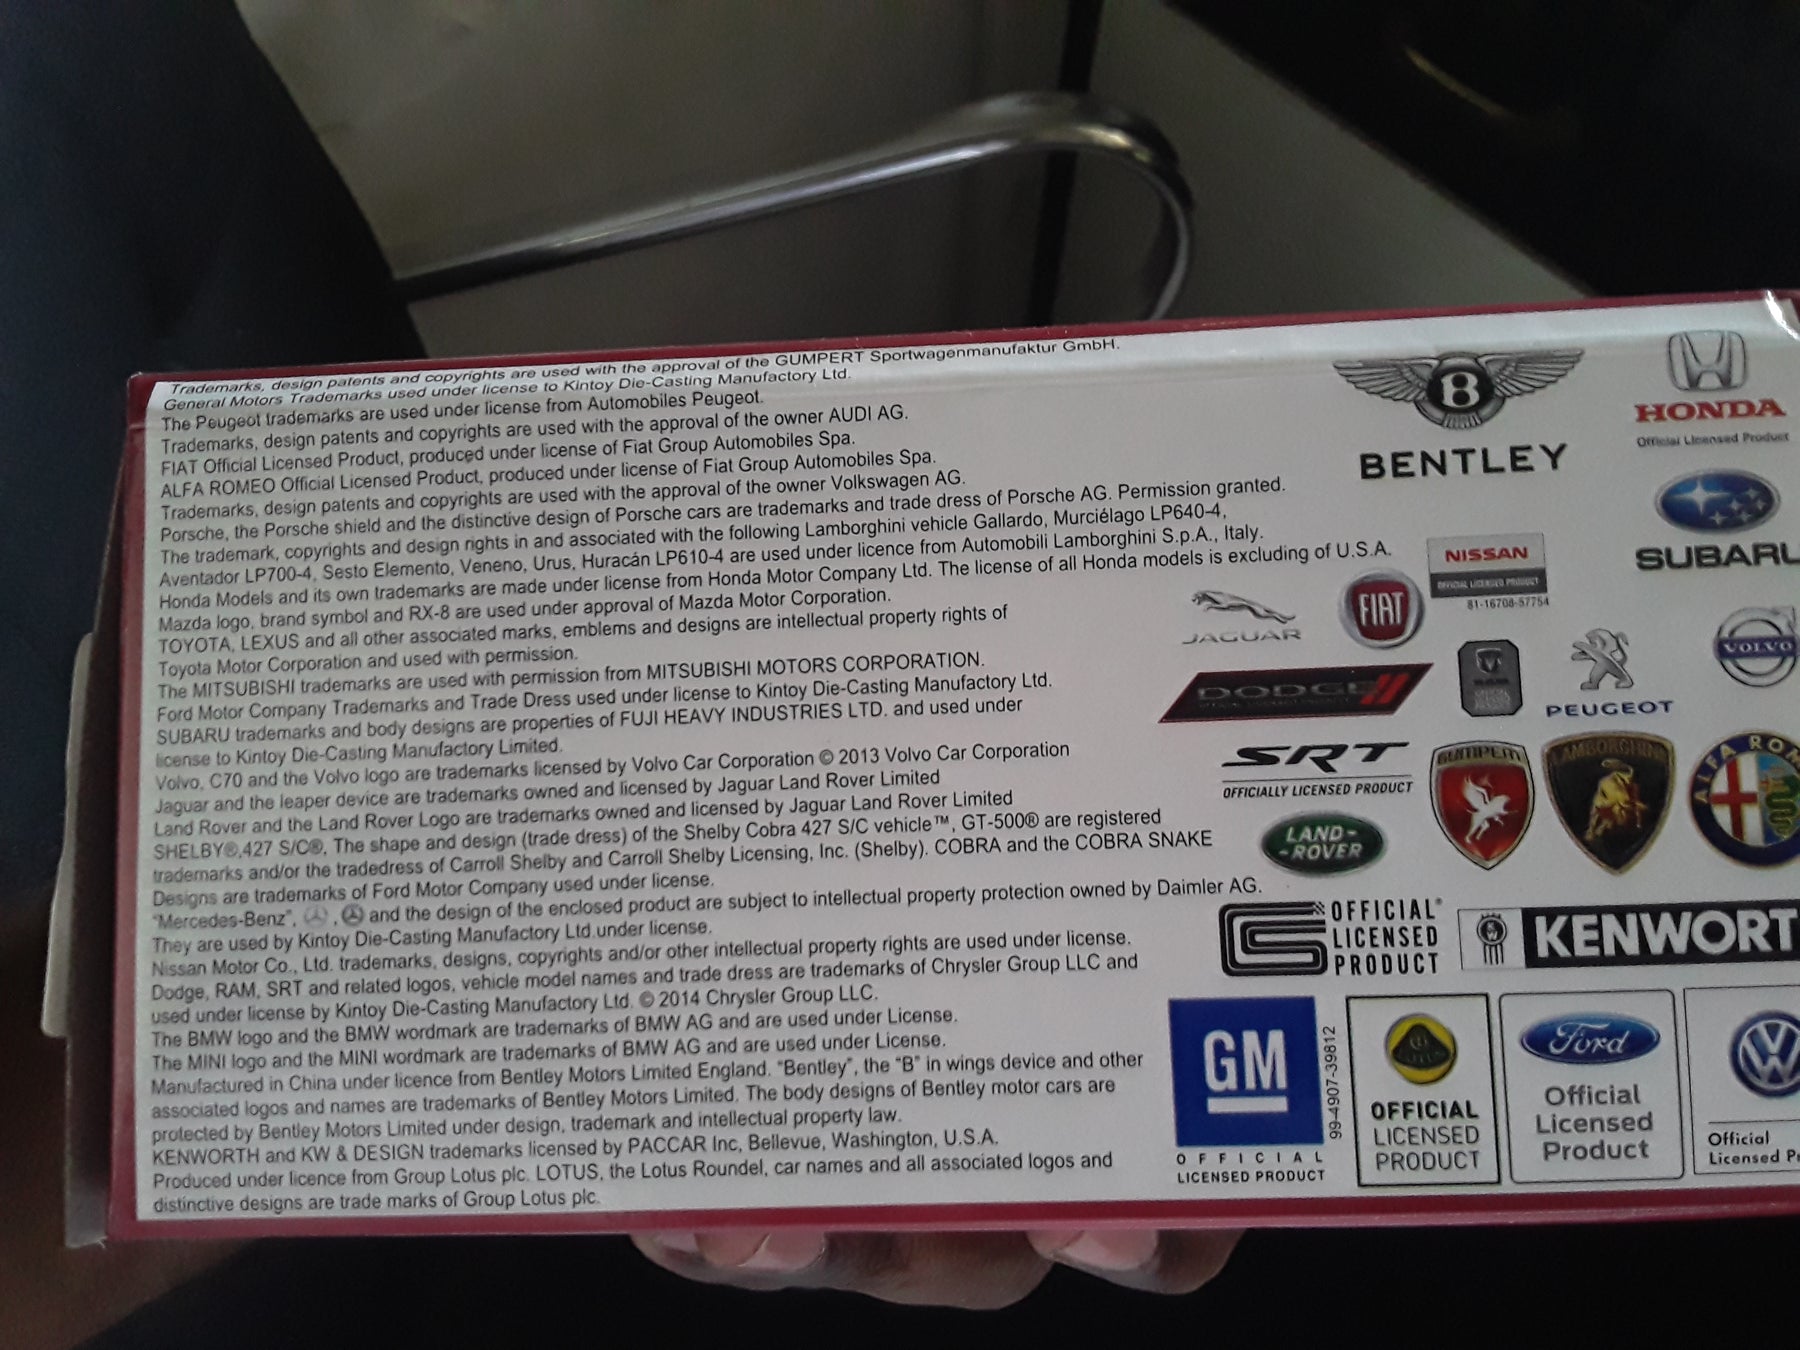 Trademarks, design patents and copyrights are used with the approval of the GUMPERT Sportwagenmanufaktur GmbH.
General Motors Trademarks used under license to Kintoy Die-Casting Manufactory Ltd.
The Peugeot trademarks are used under license from Automobiles Peugeot.
Trademarks, design patents and copyrights are used with the approval of the owner AUDI AG.
FIAT Official Licensed Product, produced under license of Fiat Group Automobiles Spa.
ALFA ROMEO Official Licensed Product, produced under license of Fiat Group Automobiles Spa.
Trademarks, design patents and copyrights are used with the approval of the owner Volkswagen AG.
Porsche, the Porsche shield and the distinctive design of Porsche cars are trademarks and trade dress of Porsche AG. Permission granted.
The trademark, copyrights and design rights in and associated with the following Lamborghini vehicle Gallardo, Murciélago LP640-4,
Aventador LP700-4, Sesto Elemento, Veneno, Urus, Huracán LP610-4 are used under licence from Automobili Lamborghini S.p.A., Italy.
Honda Models and its own trademarks are made under license from Honda Motor Company Ltd. The license of all Honda models is excluding of U.S.A.
Mazda logo, brand symbol and RX-8 are used under approval of Mazda Motor Corporation.
TOYOTA, LEXUS and all other associated marks, emblems and designs are intellectual property rights of
Toyota Motor Corporation and used with permission.
The MITSUBISHI trademarks are used with permission from MITSUBISHI MOTORS CORPORATION.
Ford Motor Company Trademarks and Trade Dress used under license to Kintoy Die-Casting Manufactory Ltd.
SUBARU trademarks and body designs are properties of FUJI HEAVY INDUSTRIES LTD. and used under
license to Kintoy Die-Casting Manufactory Limited.
Volvo, C70 and the Volvo logo are trademarks licensed by Volvo Car Corporation © 2013 Volvo Car Corporation
Jaguar and the leaper device are trademarks owned and licensed by Jaguar Land Rover Limited
Land Rover and the Land Rover Logo are trademarks owned and licensed by Jaguar Land Rover Limited
SHELBY®,427 S/C®, The shape and design (trade dress) of the Shelby Cobra 427 S/C vehicle™, GT-500® are registered
trademarks and/or the tradedress of Carroll Shelby and Carroll Shelby Licensing, Inc. (Shelby). COBRA and the COBRA SNAKE
Designs are trademarks of Ford Motor Company used under license.
"Mercedes-Benz", , and the design of the enclosed product are subject to intellectual property protection owned by Daimler AG.
They are used by Kintoy Die-Casting Manufactory Ltd.under license.
Nissan Motor Co., Ltd. trademarks, designs, copyrights and/or other intellectual property rights are used under license.
Dodge, RAM, SRT and related logos, vehicle model names and trade dress are trademarks of Chrysler Group LLC and
used under license by Kintoy Die-Casting Manufactory Ltd. © 2014 Chrysler Group LLC.
The BMW logo and the BMW wordmark are trademarks of BMW AG and are used under License.
The MINI logo and the MINI wordmark are trademarks of BMW AG and are used under License.
Manufactured in China under licence from Bentley Motors Limited England. "Bentley", the "B" in wings device and other
associated logos and names are trademarks of Bentley Motors Limited. The body designs of Bentley motor cars are
protected by Bentley Motors Limited under design, trademark and intellectual property law.
KENWORTH and KW & DESIGN trademarks licensed by PACCAR Inc, Bellevue, Washington, U.S.A.
Produced under licence from Group Lotus plc. LOTUS, the Lotus Roundel, car names and all associated logos and
distinctive designs are trade marks of Group Lotus plc.
B
BENTLEY
HONDA
Official Licensed Product
SUBARU
NISSAN
OFFICIAL LICENSED PRODUCT
81-16708-57754
JAGUAR
FIAT
VOLVO
DODGE
PEUGEOT
SRT
OFFICIALLY LICENSED PRODUCT
GUMPERT
LAMBORGHINI
ALFA ROM
LAND-
-ROVER
OFFICIAL®
LICENSED
PRODUCT
KENWORT
GM
OFFICIAL
LICENSED PRODUCT
99-4907-39812
LOTUS
OFFICIAL
LICENSED
PRODUCT
Ford
Official
Licensed
Product
VW
Official
Licensed Pr